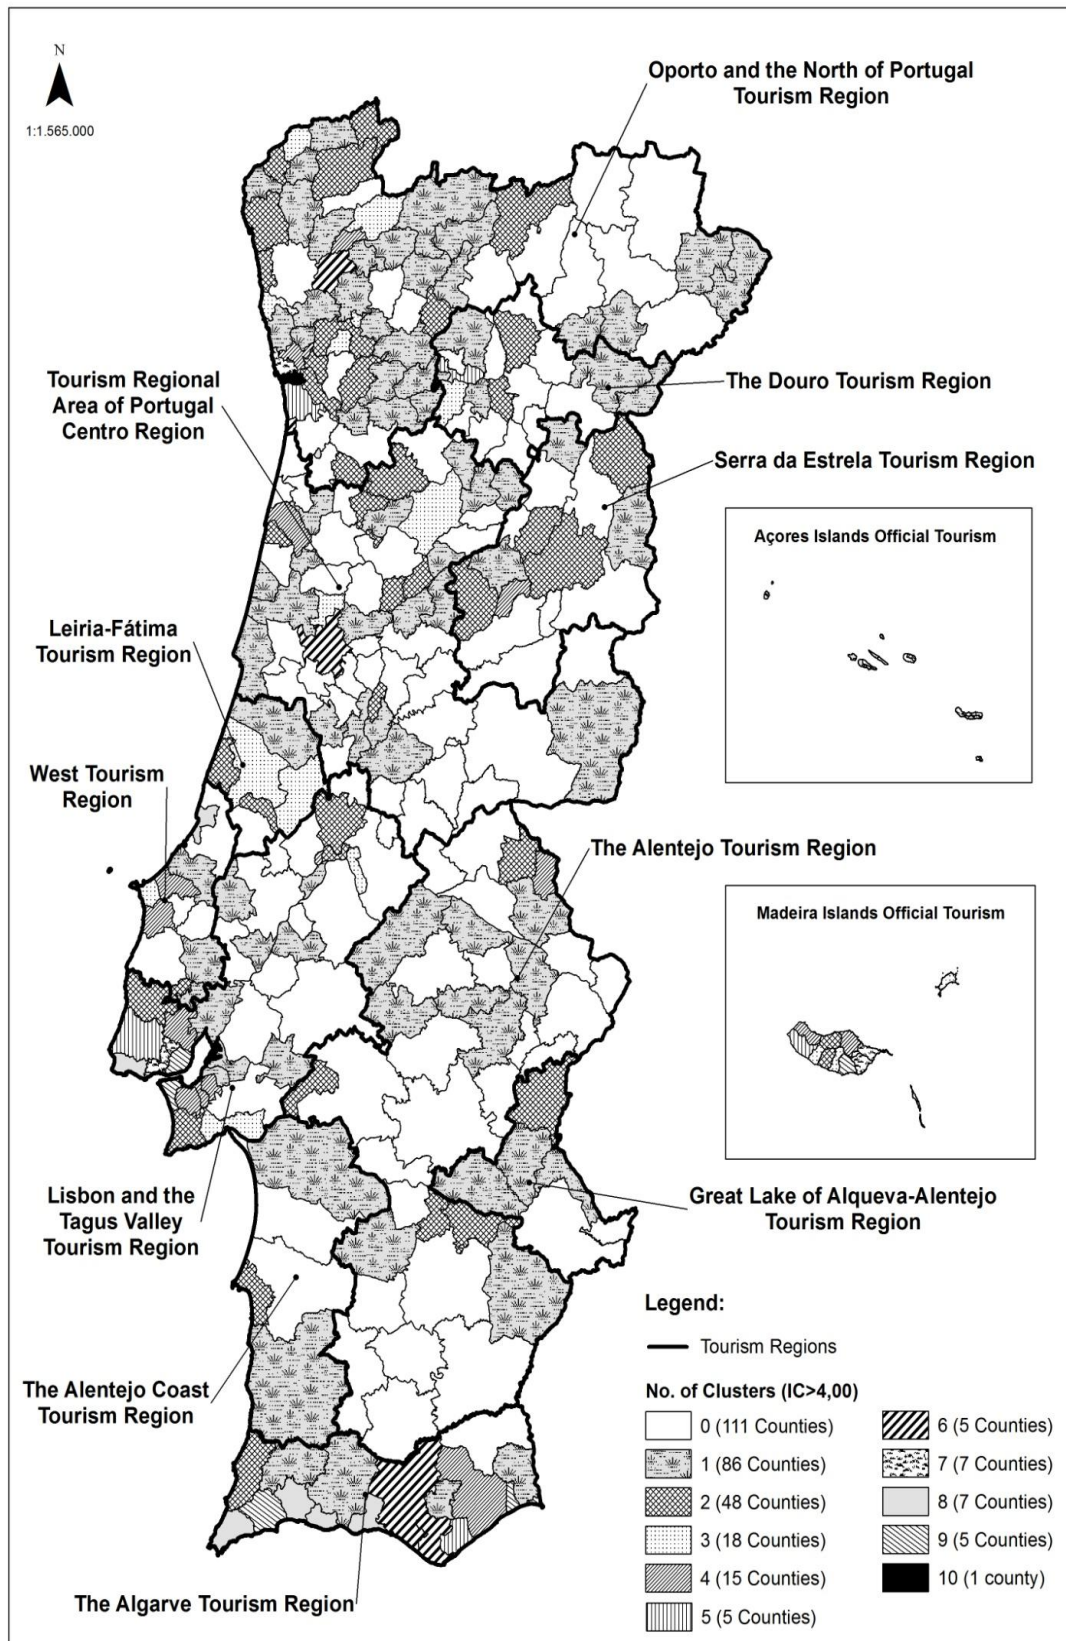 N
1:1.565.000
Oporto and the North of Portugal
Tourism Region
Tourism Regional
Area of Portugal
Centro Region
The Douro Tourism Region
Serra da Estrela Tourism Region
Açores Islands Official Tourism
Leiria-Fátima
Tourism Region
West Tourism
Region
The Alentejo Tourism Region
Madeira Islands Official Tourism
Lisbon and the
Tagus Valley
Tourism Region
Great Lake of Alqueva-Alentejo
Tourism Region
The Alentejo Coast
Tourism Region
The Algarve Tourism Region
Legend:
Tourism Regions
No. of Clusters (IC>4,00)
0 (111 Counties)
1 (86 Counties)
2 (48 Counties)
3 (18 Counties)
4 (15 Counties)
5 (5 Counties)
6 (5 Counties)
7 (7 Counties)
8 (7 Counties)
9 (5 Counties)
10 (1 county)